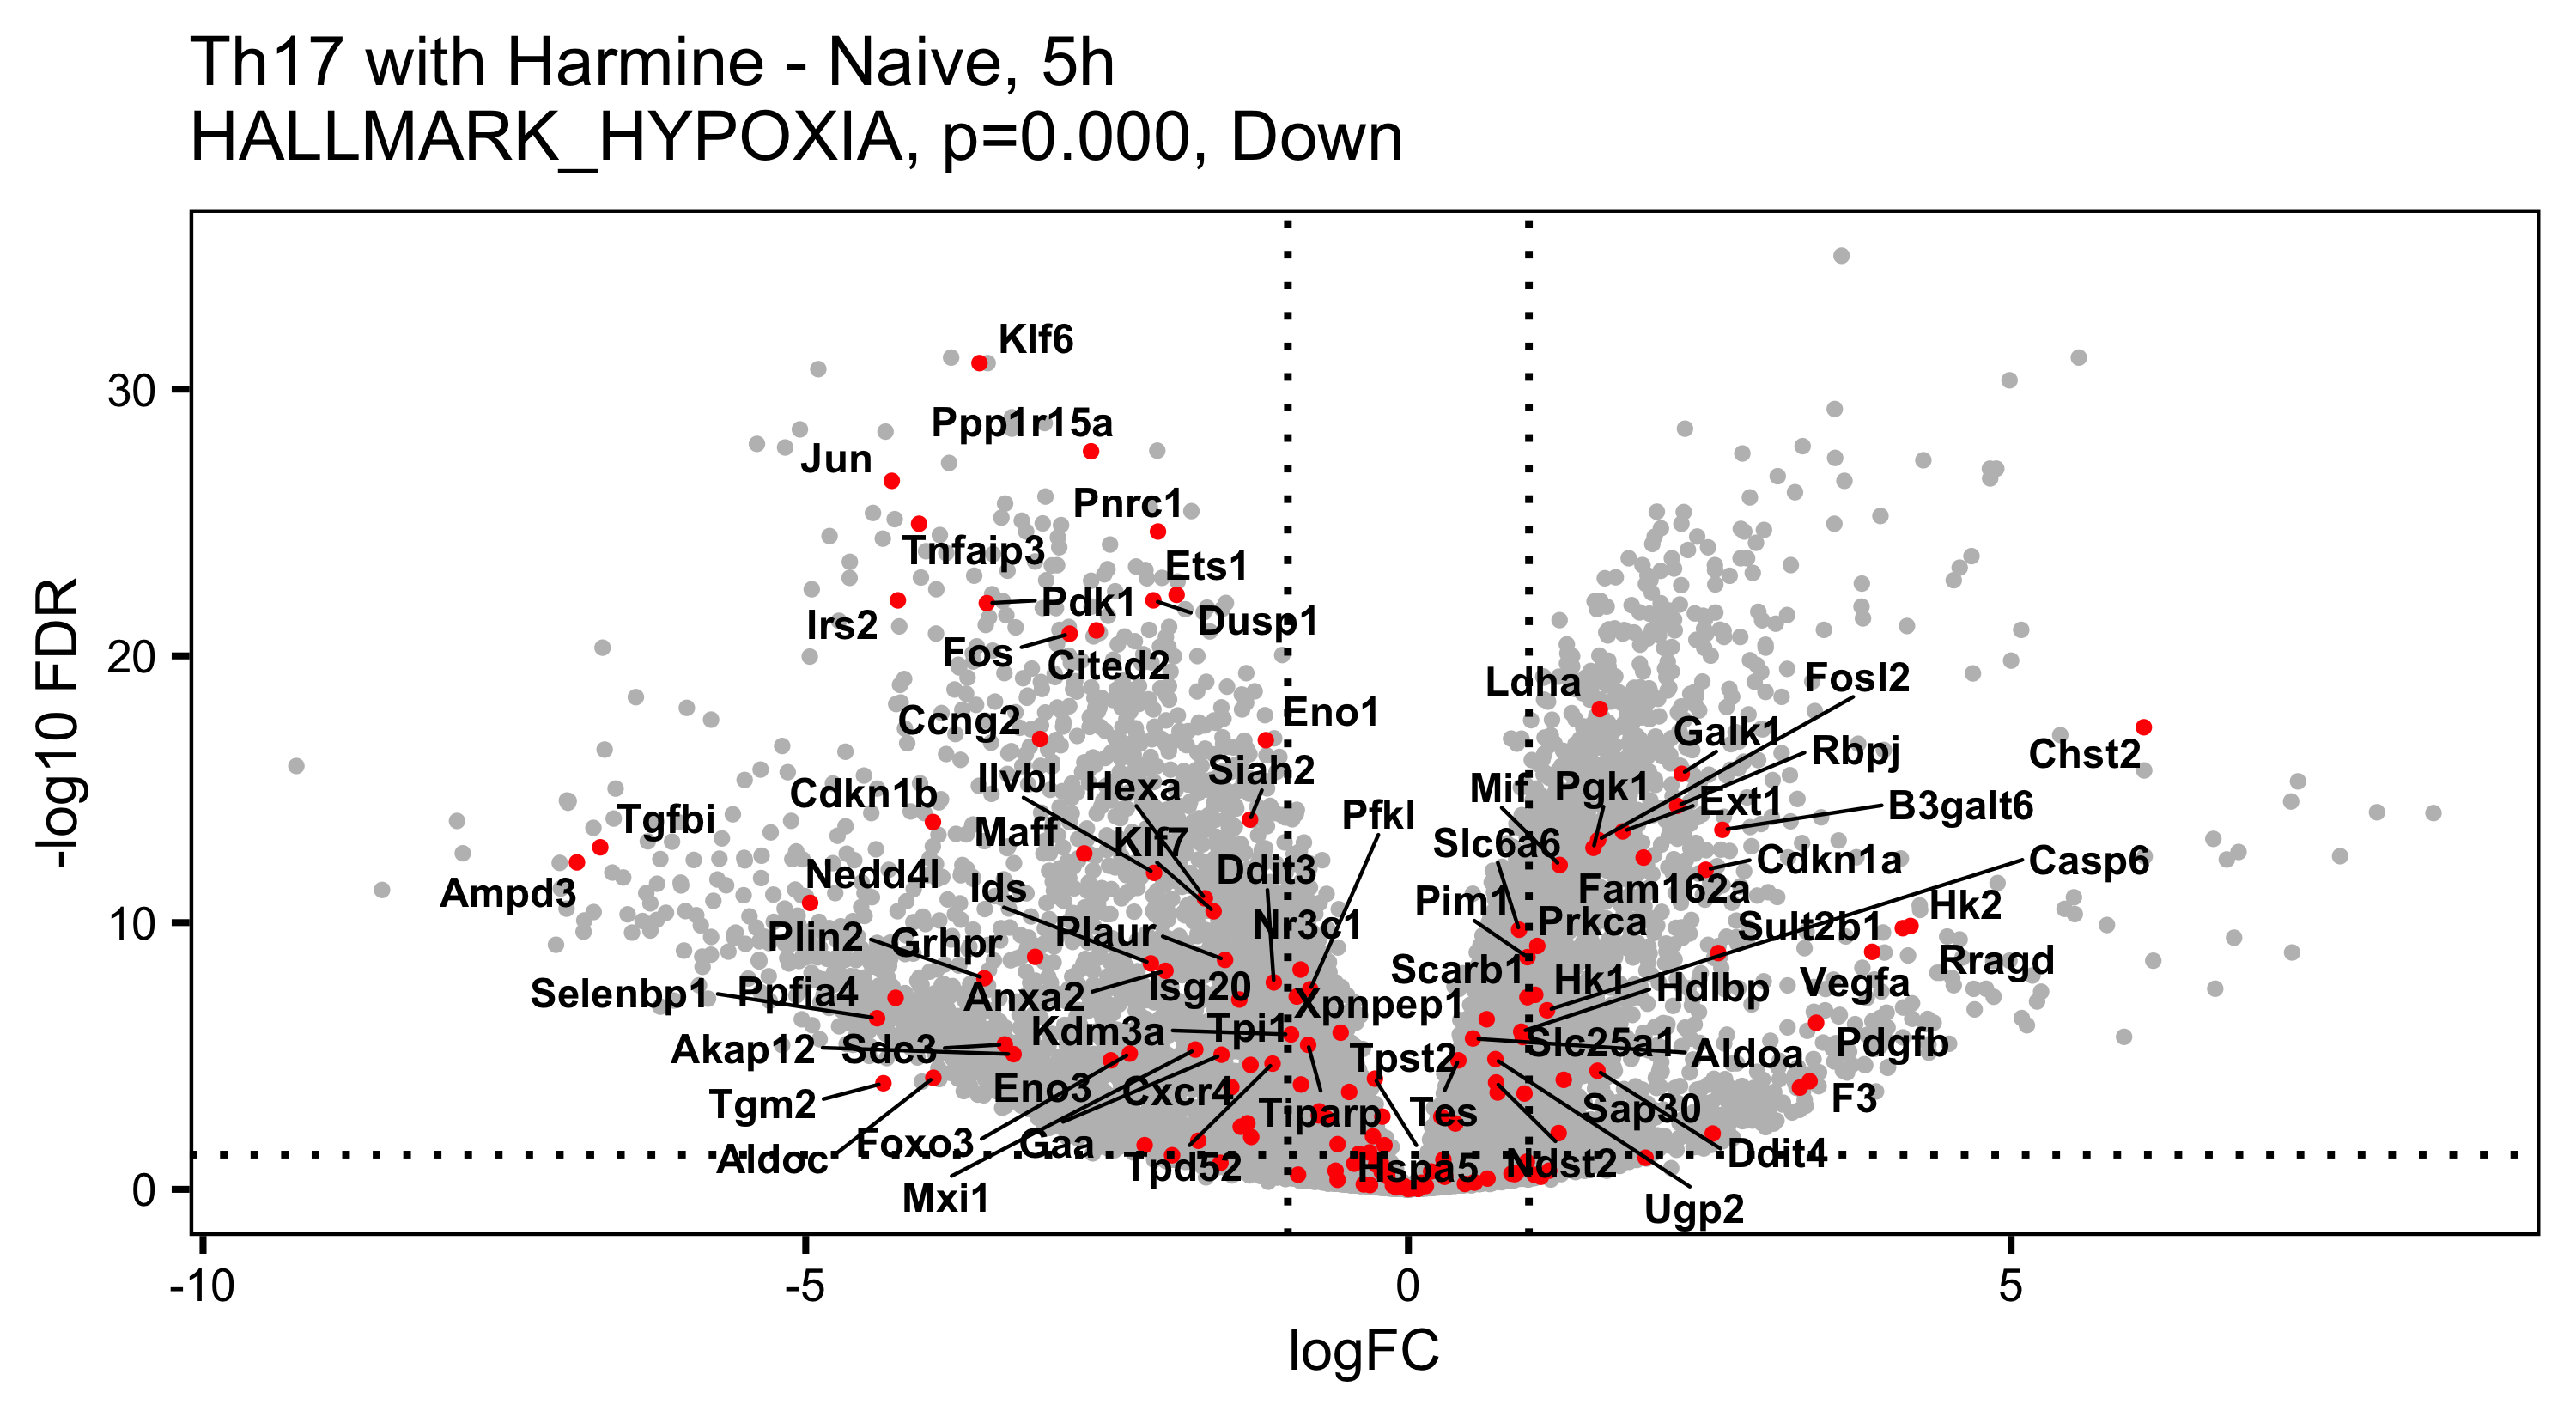 Th17 with Harmine - Naive, 5h
HALLMARK_HYPOXIA, p=0.000, Down
-log10 FDR
30
20
10
0
Klf6
Ppp1r15a
Jun
Pnrc1
Tnfaip3
Ets1
Pdk1
Irs2
Dusp1
Fos
Cited2
Ldha
Fosl2
Ccng2
Eno1
Galk1
Rbpj
Chst2
Siah2
Ilvbl
Hexa
Mif
Pgk1
Cdkn1b
Ext1
B3galt6
Tgfbi
Pfkl
Maff
Klf7
Slc6a6
Cdkn1a
Casp6
Ddit3
Nedd4l
Ids
Fam162a
Ampd3
Pim1
Hk2
Prkca
Sult2b1
Nr3c1
Plaur
Plin2
Grhpr
Rragd
Scarb1
Hk1
Vegfa
Hdlbp
Selenbp1
Ppfia4
Anxa2
Isg20
Xpnpep1
Tpi1
Kdm3a
Slc25a1
Pdgfb
Akap12
Sdc3
Aldoa
Tpst2
Eno3
Cxcr4
F3
Tgm2
Tiparp
Tes
Sap30
Foxo3
Gaa
Aldoc
Ddit4
Tpd52
Hspa5
Ndst2
Mxi1
Ugp2
-10
-5
0
5
logFC